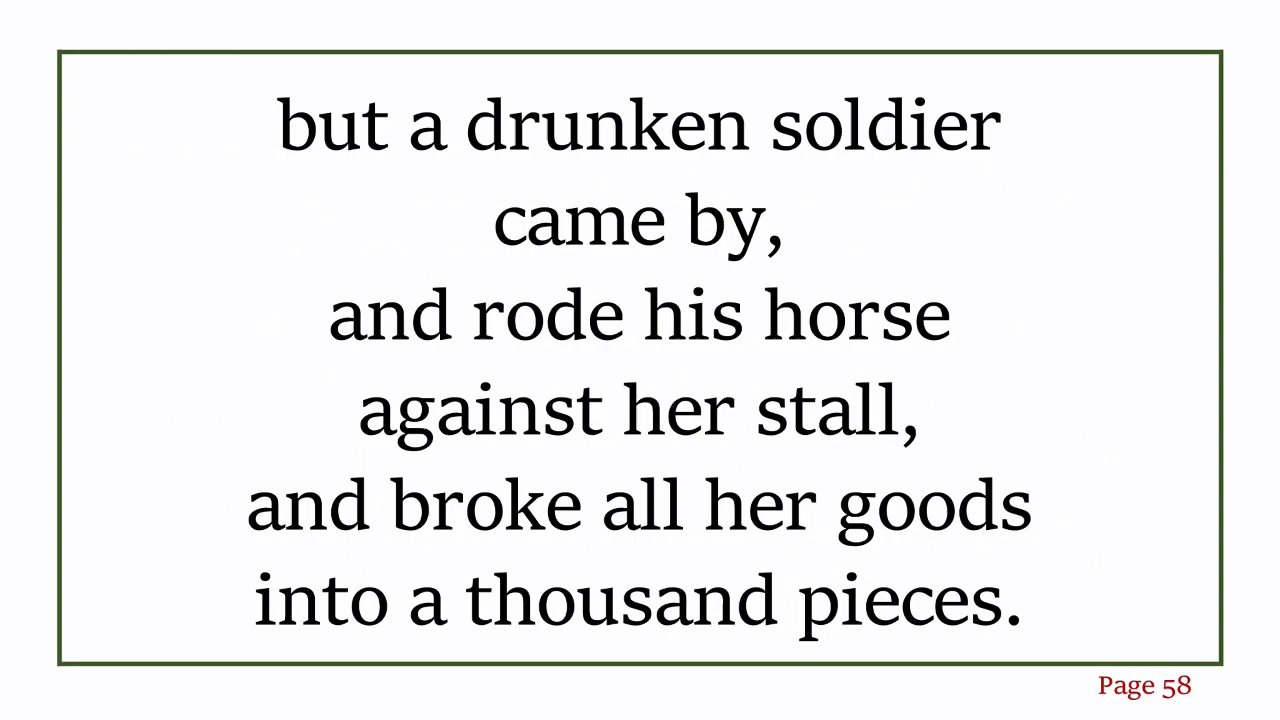 but a drunken soldier
came by,
and rode his horse
against her stall,
and broke all her goods
into a thousand pieces.
Page 58